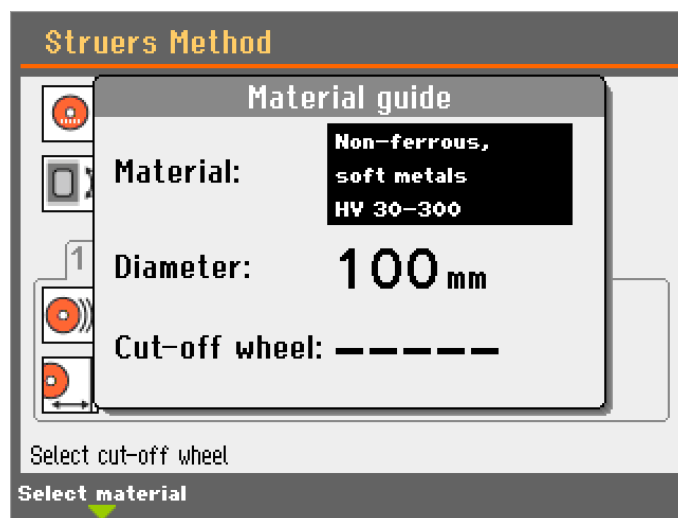 Struers Method
Material guide
Material:
Non-ferrous,
soft metals
HV 30-300
1
Diameter:
100 mm
Cut-off wheel: -----
Select cut-off wheel
Select material